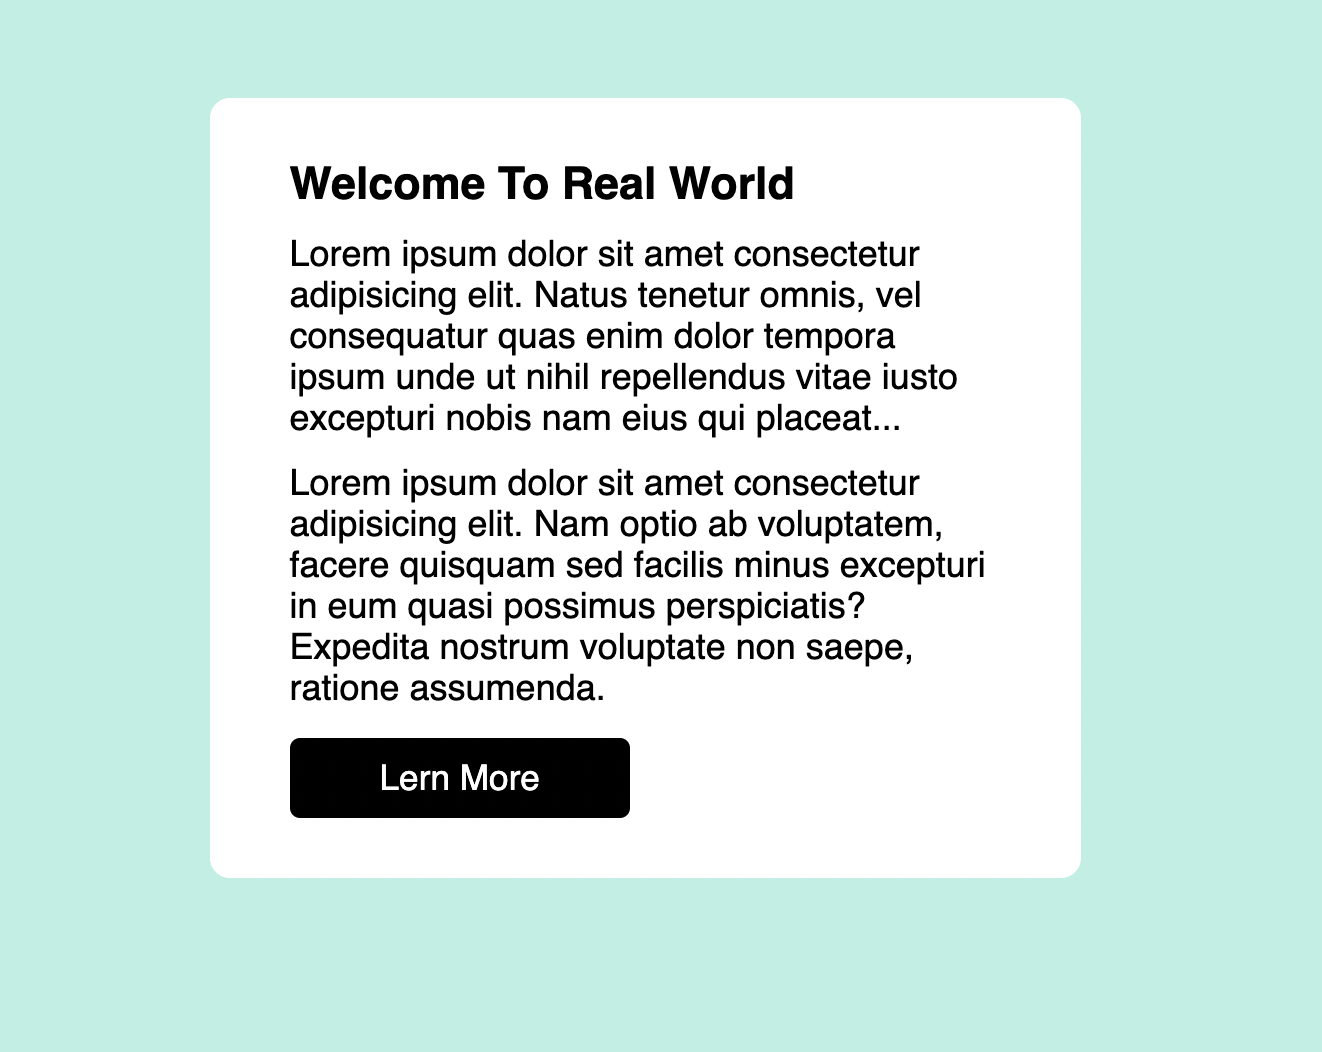 Welcome To Real World
Lorem ipsum dolor sit amet consectetur
adipisicing elit. Natus tenetur omnis, vel
consequatur quas enim dolor tempora
ipsum unde ut nihil repellendus vitae iusto
excepturi nobis nam eius qui placeat...
Lorem ipsum dolor sit amet consectetur
adipisicing elit. Nam optio ab voluptatem,
facere quisquam sed facilis minus excepturi
in eum quasi possimus perspiciatis?
Expedita nostrum voluptate non saepe,
ratione assumenda.
Lern More